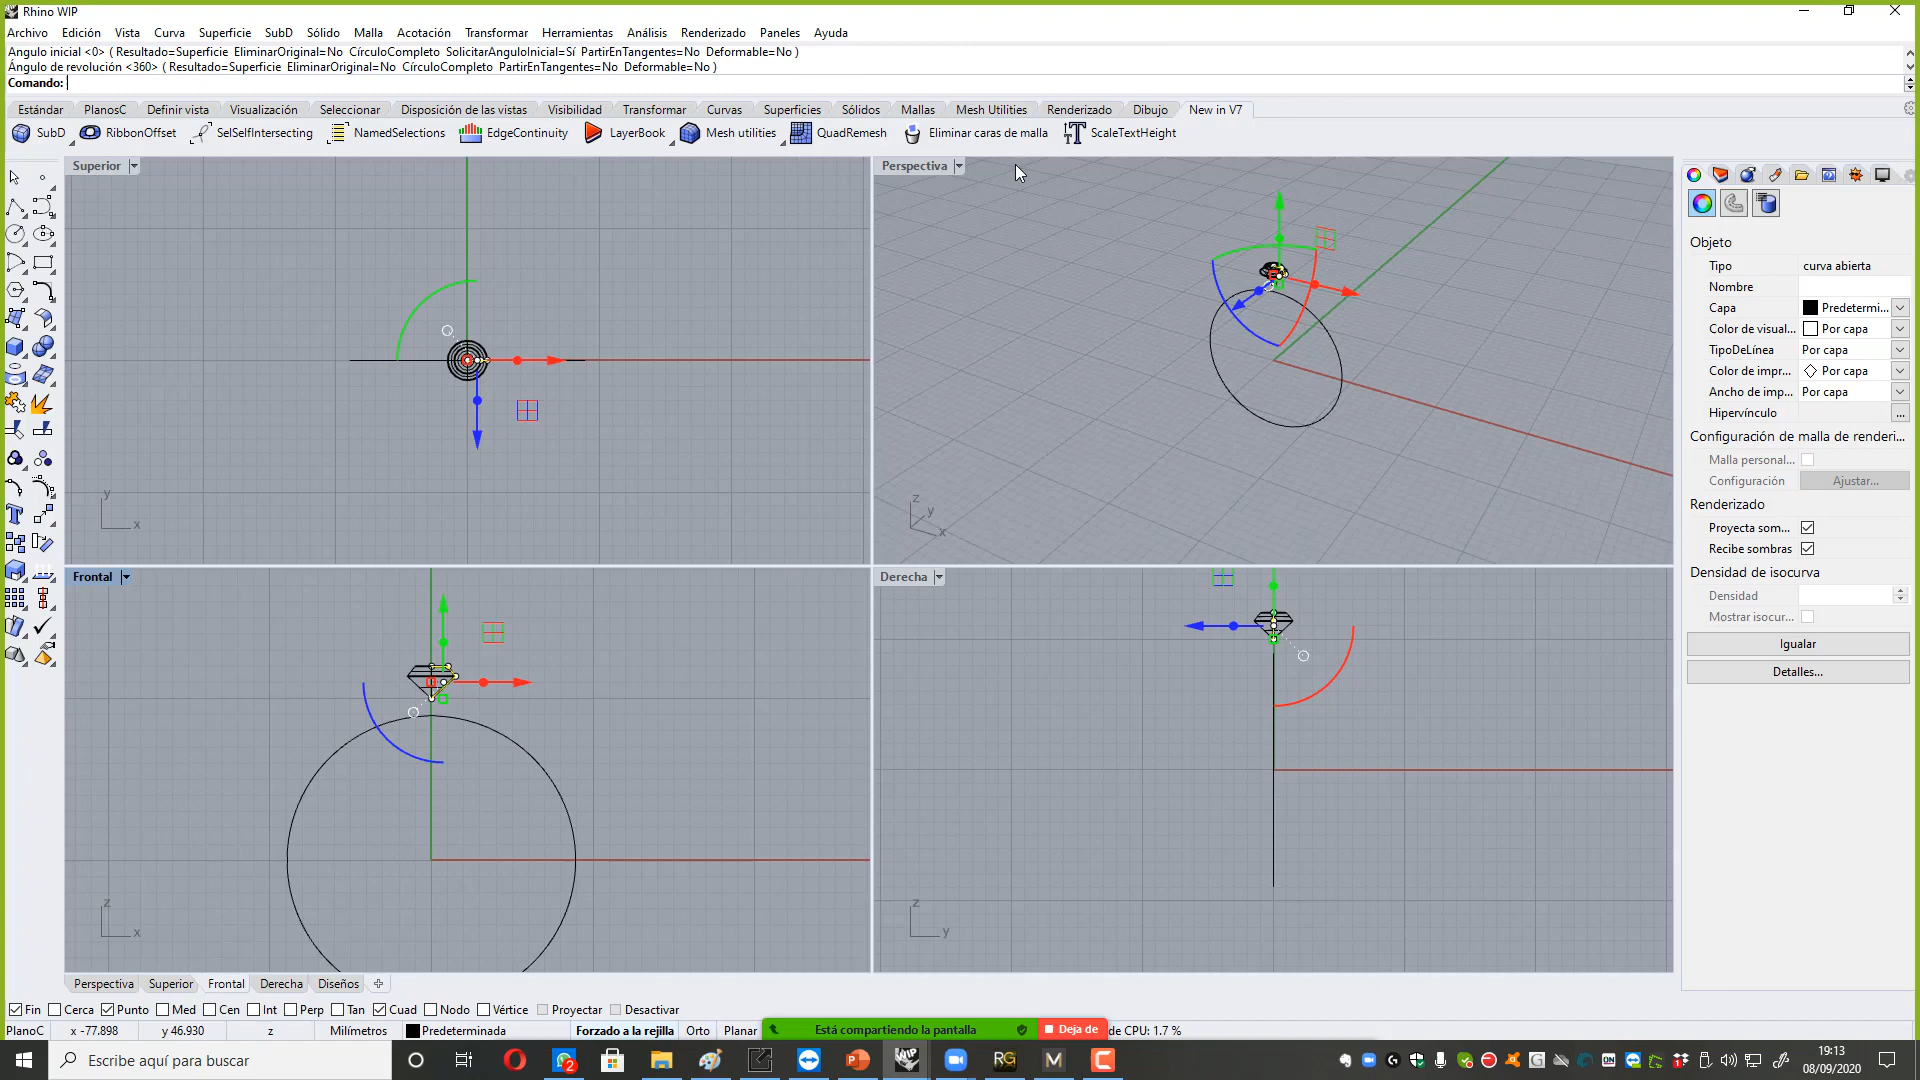 Rhino WIP
Archivo Edición Vista Curva Superficie SubD Sólido Malla Acotación Transformar Herramientas Análisis Renderizado Paneles Ayuda
Angulo inicial <0> ( Resultado=Superficie EliminarOriginal=No CírculoCompleto SolicitarAnguloInicial=Sí PartirEnTangentes=No Deformable=No )
Ángulo de revolución <360> ( Resultado=Superficie EliminarOriginal=No CírculoCompleto PartirEnTangentes=No Deformable=No )
Comando:
Estándar PlanosC Definir vista Visualización Seleccionar Disposición de las vistas Visibilidad Transformar Curvas Superficies Sólidos Mallas Mesh Utilities Renderizado Dibujo New in V7
SubD RibbonOffset SelSelfIntersecting NamedSelections EdgeContinuity LayerBook Mesh utilities QuadRemesh Eliminar caras de malla ScaleTextHeight
Superior
y
x
Perspectiva
z
y
x
Frontal
z
x
Derecha
z
y
Objeto
Tipo curva abierta
Nombre
Capa Predetermi...
Color de visual... Por capa
TipoDeLínea Por capa
Color de impr... Por capa
Ancho de imp... Por capa
Hipervínculo ...
Configuración de malla de renderi...
Malla personal...
Configuración Ajustar...
Renderizado
Proyecta som...
Recibe sombras
Densidad de isocurva
Densidad
Mostrar isocur...
Igualar
Detalles...
Perspectiva Superior Frontal Derecha Diseños
Fin Cerca Punto Med Cen Int Perp Tan Cuad Nodo Vértice Proyectar Desactivar
PlanoC x -77.898 y 46.930 z Milímetros Predeterminada Forzado a la rejilla Orto Planar Está compartiendo la pantalla Deja de de CPU: 1.7 %
Escribe aquí para buscar
2
WIP
RG
M
C
ON
19:13
08/09/2020